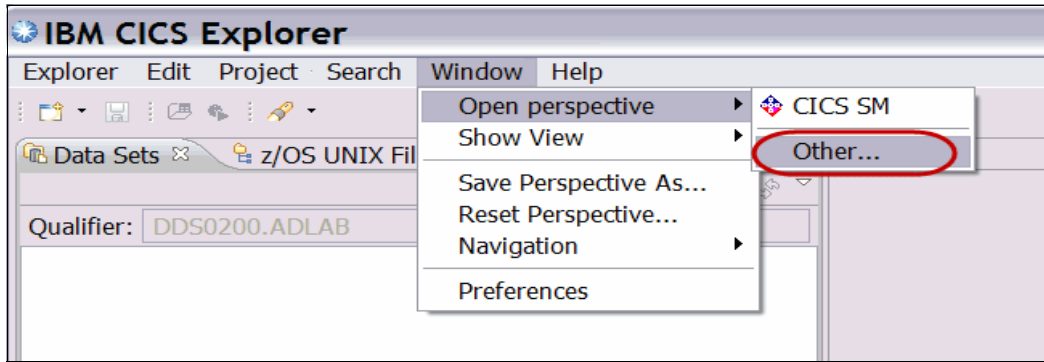 IBM CICS Explorer
Explorer Edit Project Search Window Help
Open perspective CICS SM
Show View Other...
Data Sets z/OS UNIX Fil
Save Perspective As...
Qualifier: DDS0200.ADLAB Reset Perspective...
Navigation
Preferences